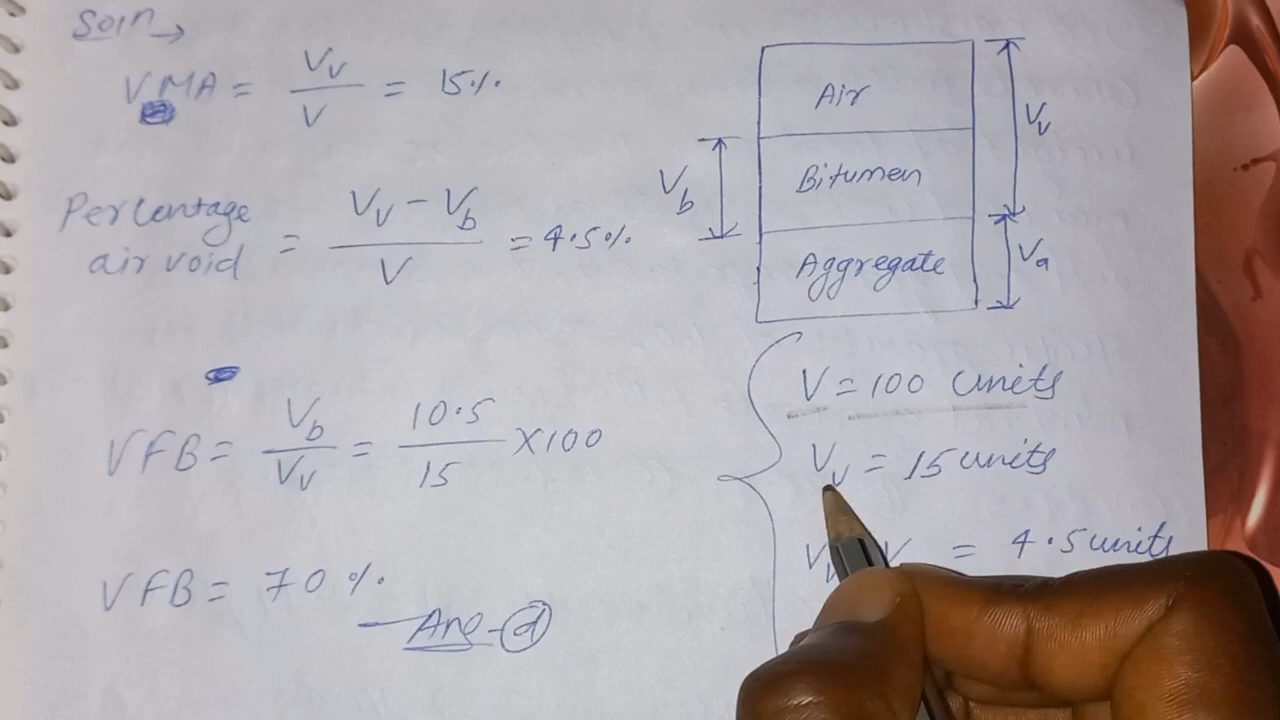 Soln →
VMA = Vv / V = 15%
Percentage air void = Vv - Vb / V = 4.5%
VFB = Vb / Vv = 10.5 / 15 X100
VFB = 70%
Ans - d
Air
Bitumen
Aggregate
Vv
Vb
Va
V = 100 units
Vv = 15 units
= 4.5 units